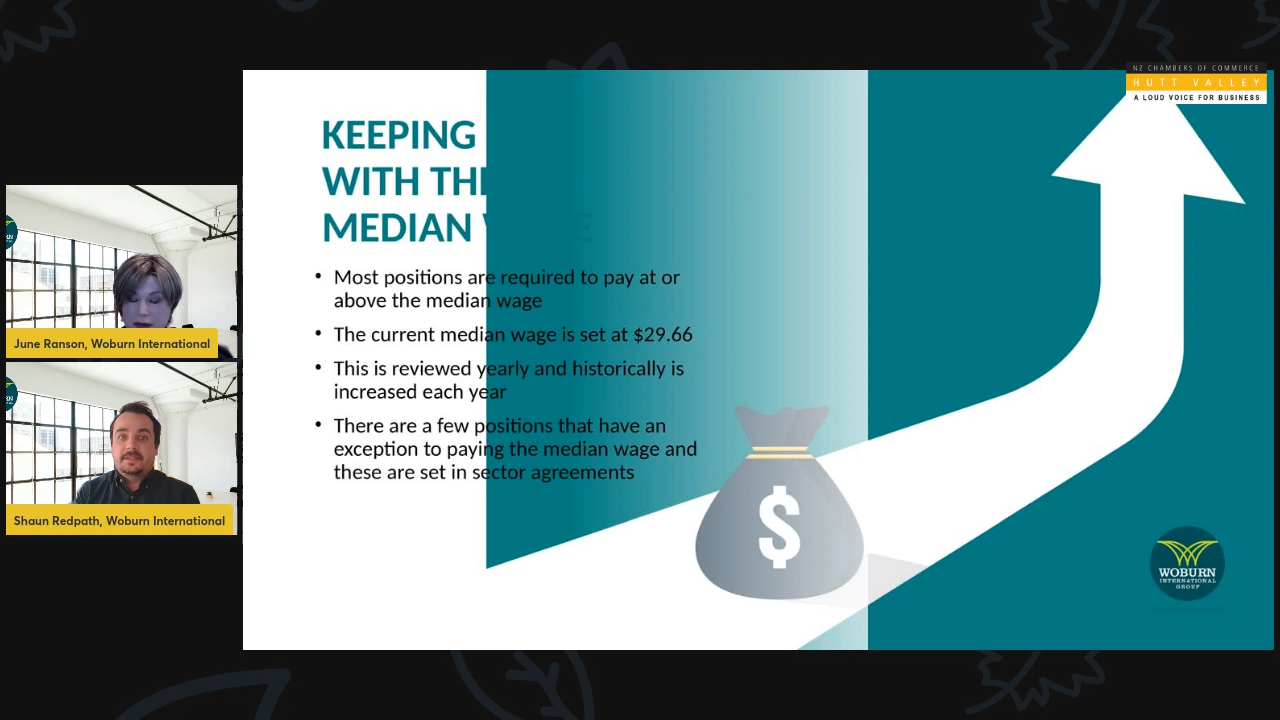 NZ CHAMBERS OF COMMERCE
HUTT VALLEY
A LOUD VOICE FOR BUSINESS
KEEPING
WITH THE
MEDIAN
• Most positions are required to pay at or
above the median wage
• The current median wage is set at $29.66
• This is reviewed yearly and historically is
increased each year
• There are a few positions that have an
exception to paying the median wage and
these are set in sector agreements
$
June Ranson, Woburn International
Shaun Redpath, Woburn International
WOBURN
INTERNATIONAL
GROUP